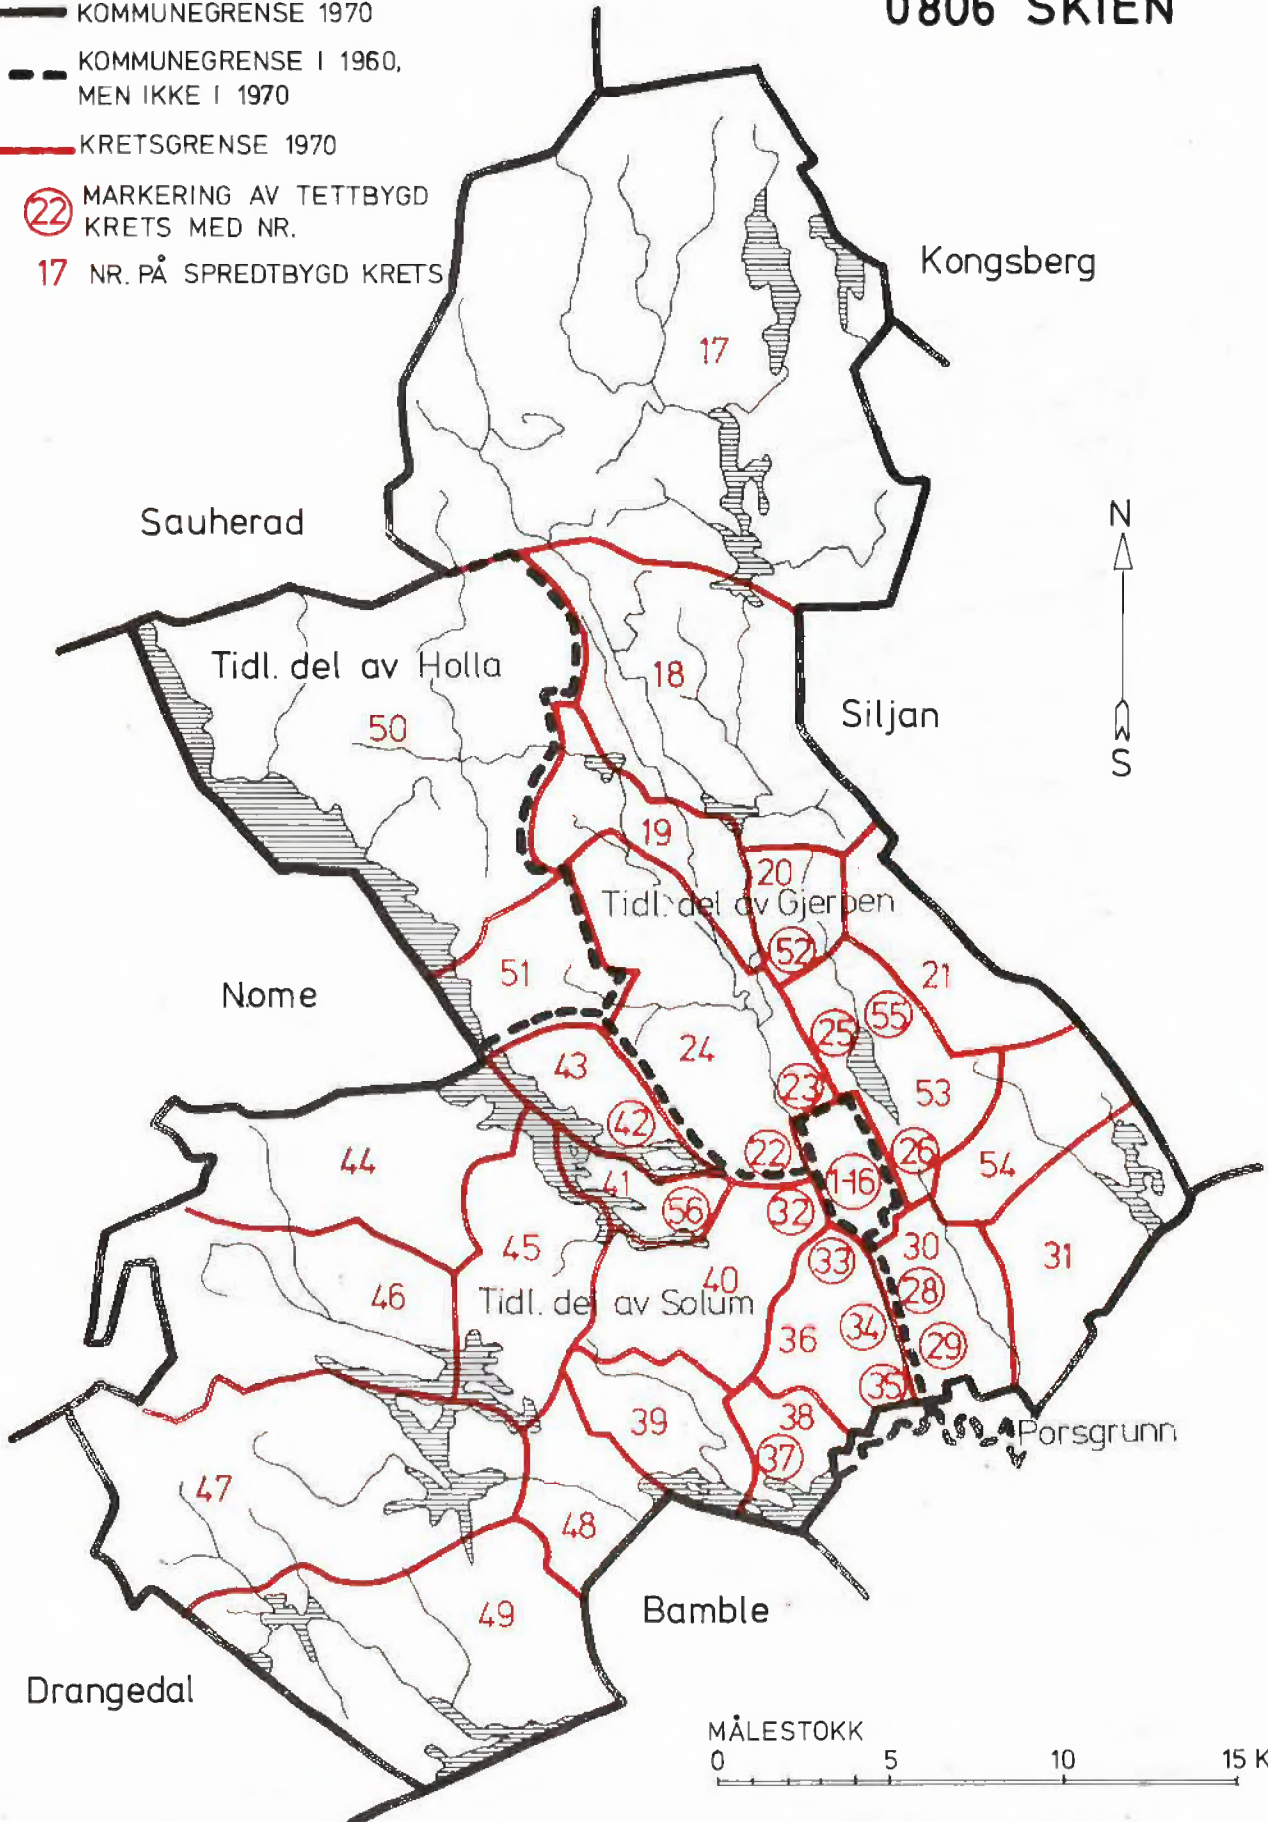 KOMMUNEGRENSE 1970
0806 SKIEN
KOMMUNEGRENSE I 1960,
MEN IKKE I 1970
KRETSGRENSE 1970
22 MARKERING AV TETTBYGD
KRETS MED NR.
17 NR. PÅ SPREDTBYGD KRETS
Kongsberg
17
Sauherad
N
S
Tidl. del av Holla
18
50
Siljan
19
20
Tidl. del av Gjerpen
52
51
21
Nome
55
25
24
43
23
53
42
22
26
54
44
41
1-16
56
32
45
30
33
31
40
46
28
Tidl. del av Solum
34
36
29
35
39
38
Porsgrunn
37
47
48
49
Bamble
Drangedal
MÅLESTOKK
0 5 10 15 K